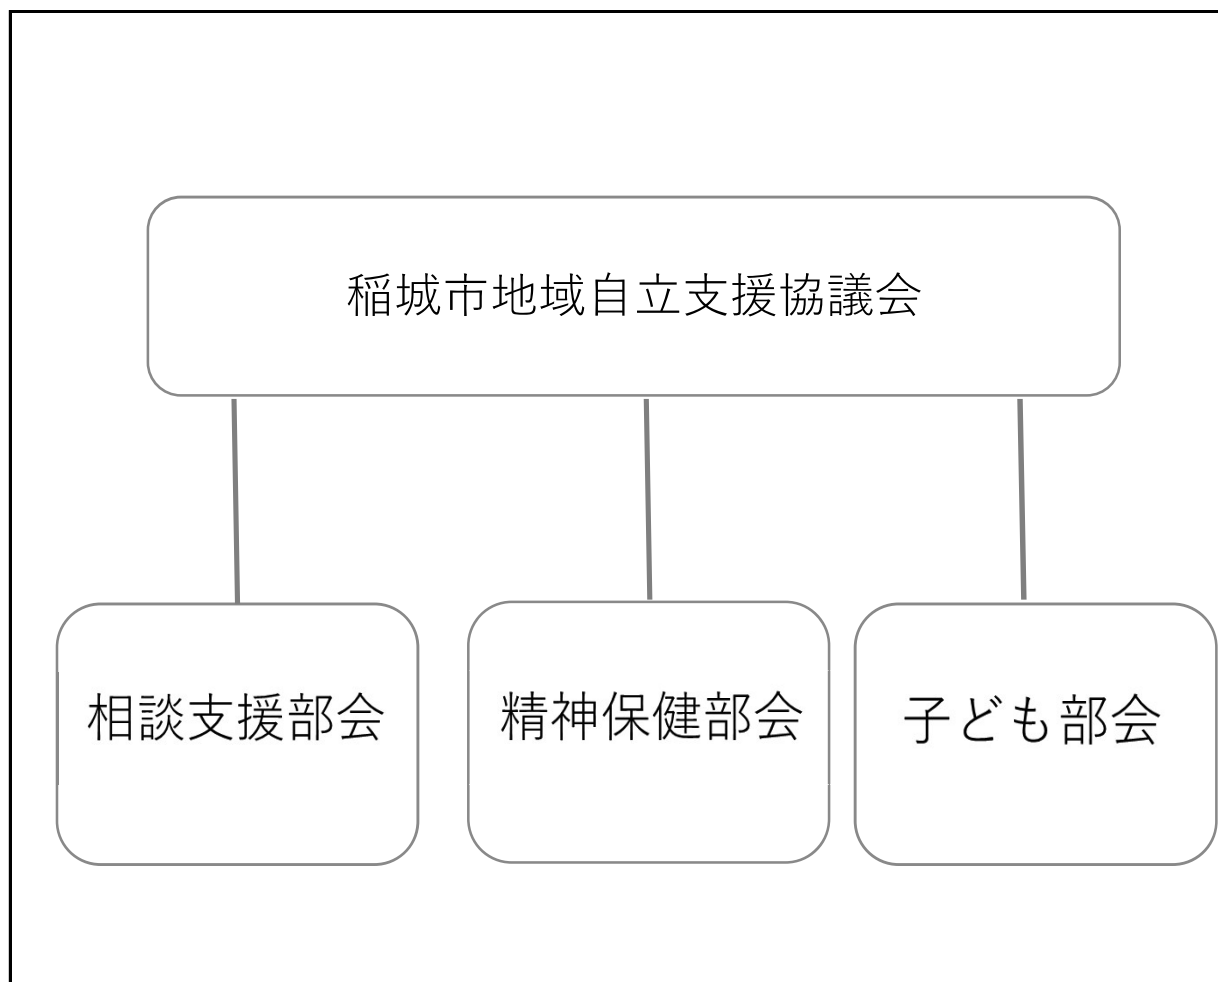 稲城市地域自立支援協議会
相談支援部会
精神保健部会
子ども部会